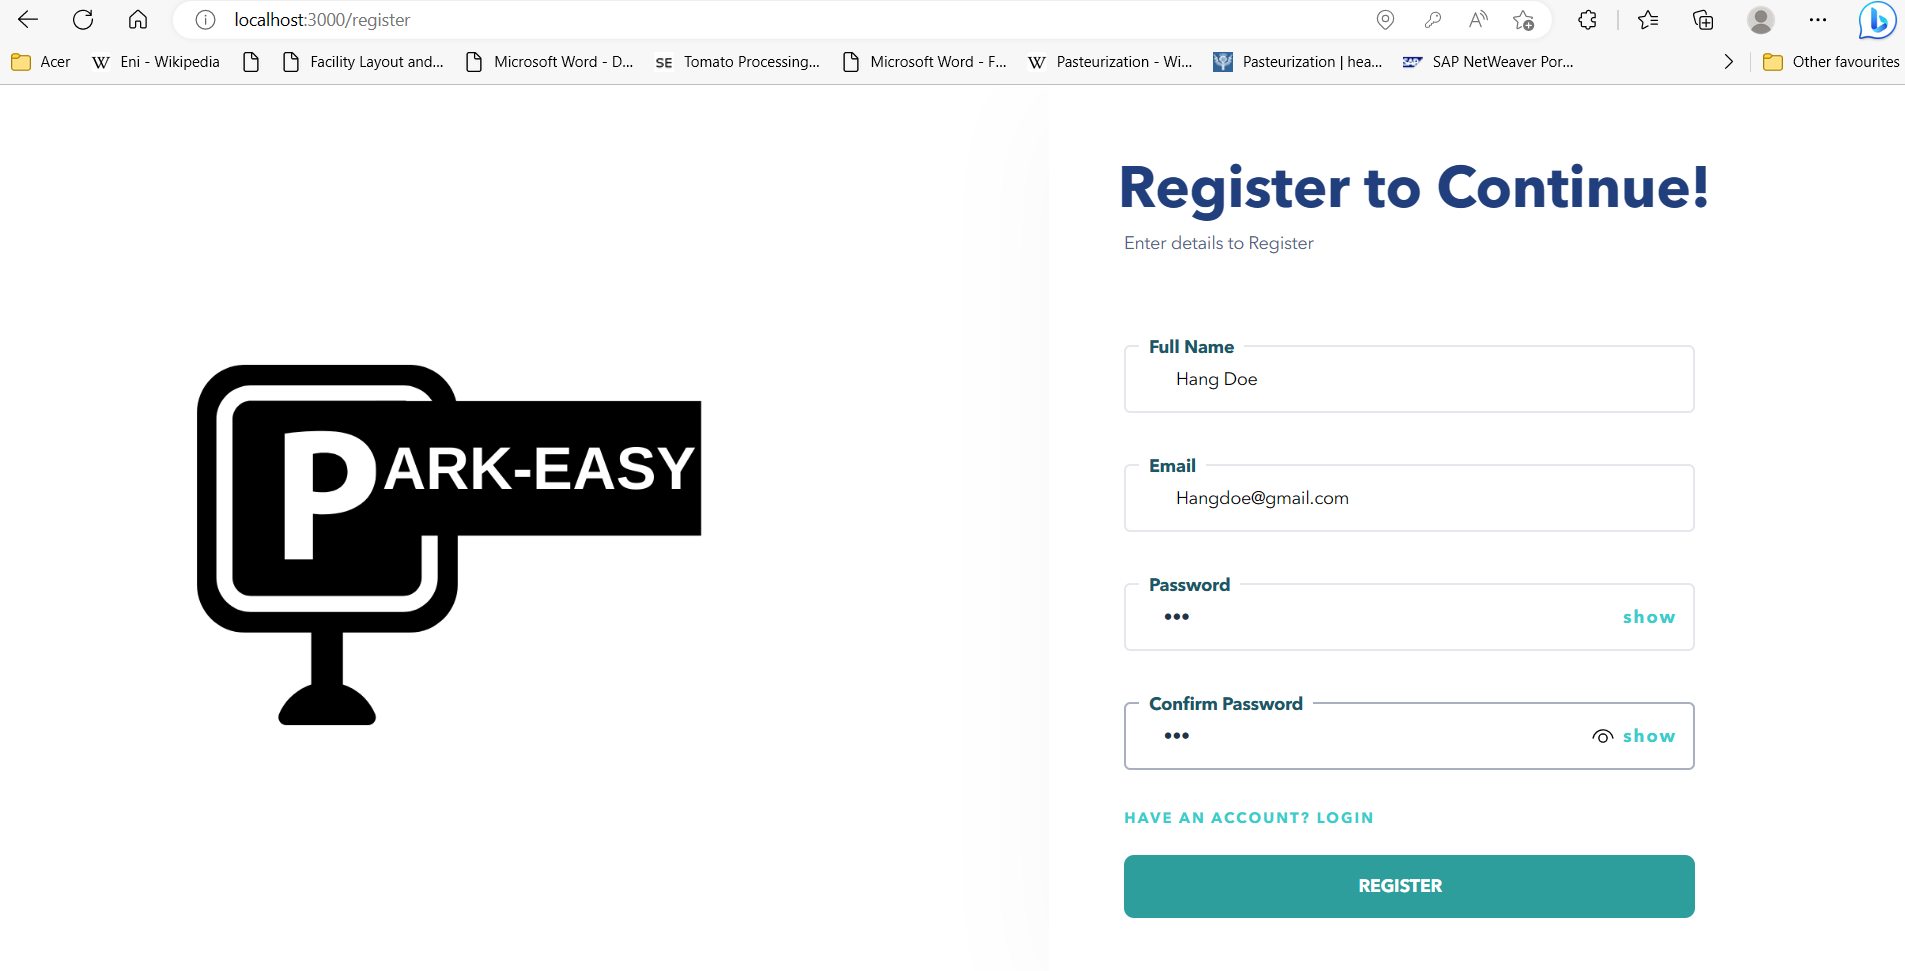 localhost:3000/register
Acer
W Eni - Wikipedia
Facility Layout and...
Microsoft Word - D...
SE Tomato Processing...
Microsoft Word - F...
W Pasteurization - Wi...
Pasteurization | hea...
SAP SAP NetWeaver Por...
Other favourites
PARK-EASY
Register to Continue!
Enter details to Register
Full Name
Hang Doe
Email
Hangdoe@gmail.com
Password
••• show
Confirm Password
••• show
HAVE AN ACCOUNT? LOGIN
REGISTER